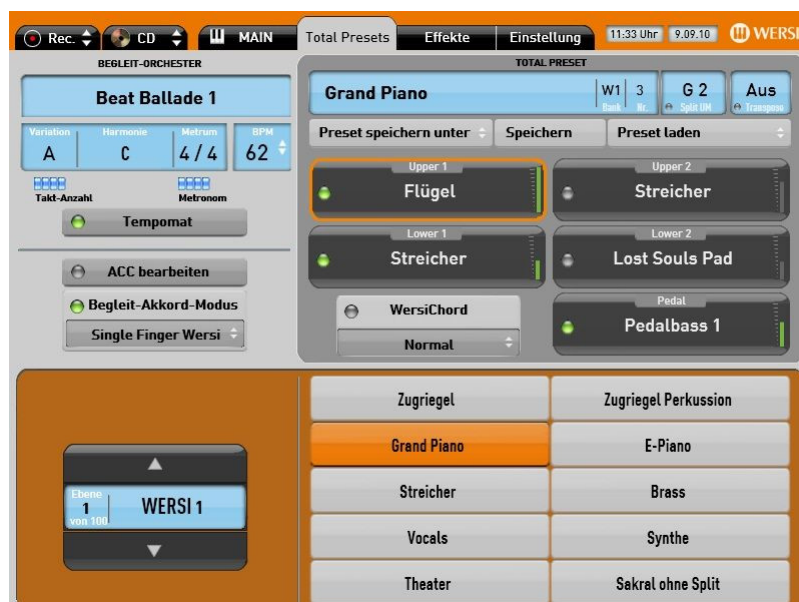 Rec.
CD
MAIN
Total Presets
Effekte
Einstellung
11:33 Uhr
9.09.10
WERSI
BEGLEIT-ORCHESTER
Beat Ballade 1
Variation
Harmonie
Metrum
BPM
A
C
4/4
62
Takt-Anzahl
Metronom
Tempomat
ACC bearbeiten
Begleit-Akkord-Modus
Single Finger Wersi
TOTAL PRESET
Grand Piano
W1
3
G 2
Aus
Bank
Nr.
Split UM
Transpose
Preset speichern unter
Speichern
Preset laden
Upper 1
Flügel
Upper 2
Streicher
Lower 1
Streicher
Lower 2
Lost Souls Pad
WersiChord
Normal
Pedal
Pedalbass 1
Ebene
1
von 100
WERSI 1
Zugriegel
Zugriegel Perkussion
Grand Piano
E-Piano
Streicher
Brass
Vocals
Synthe
Theater
Sakral ohne Split